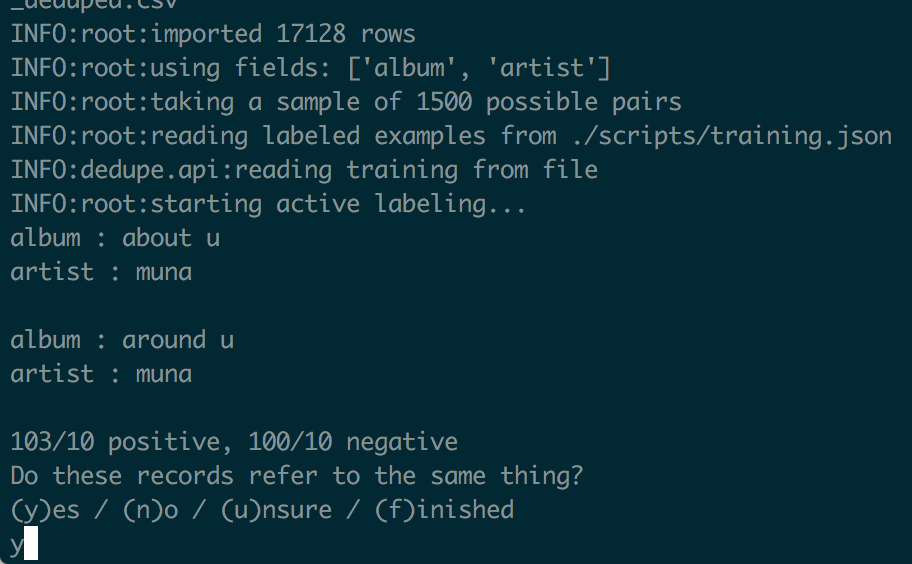 _deduped.csv
INFO:root:imported 17128 rows
INFO:root:using fields: ['album', 'artist']
INFO:root:taking a sample of 1500 possible pairs
INFO:root:reading labeled examples from ./scripts/training.json
INFO:dedupe.api:reading training from file
INFO:root:starting active labeling...
album : about u
artist : muna
album : around u
artist : muna
103/10 positive, 100/10 negative
Do these records refer to the same thing?
(y)es / (n)o / (u)nsure / (f)inished
y